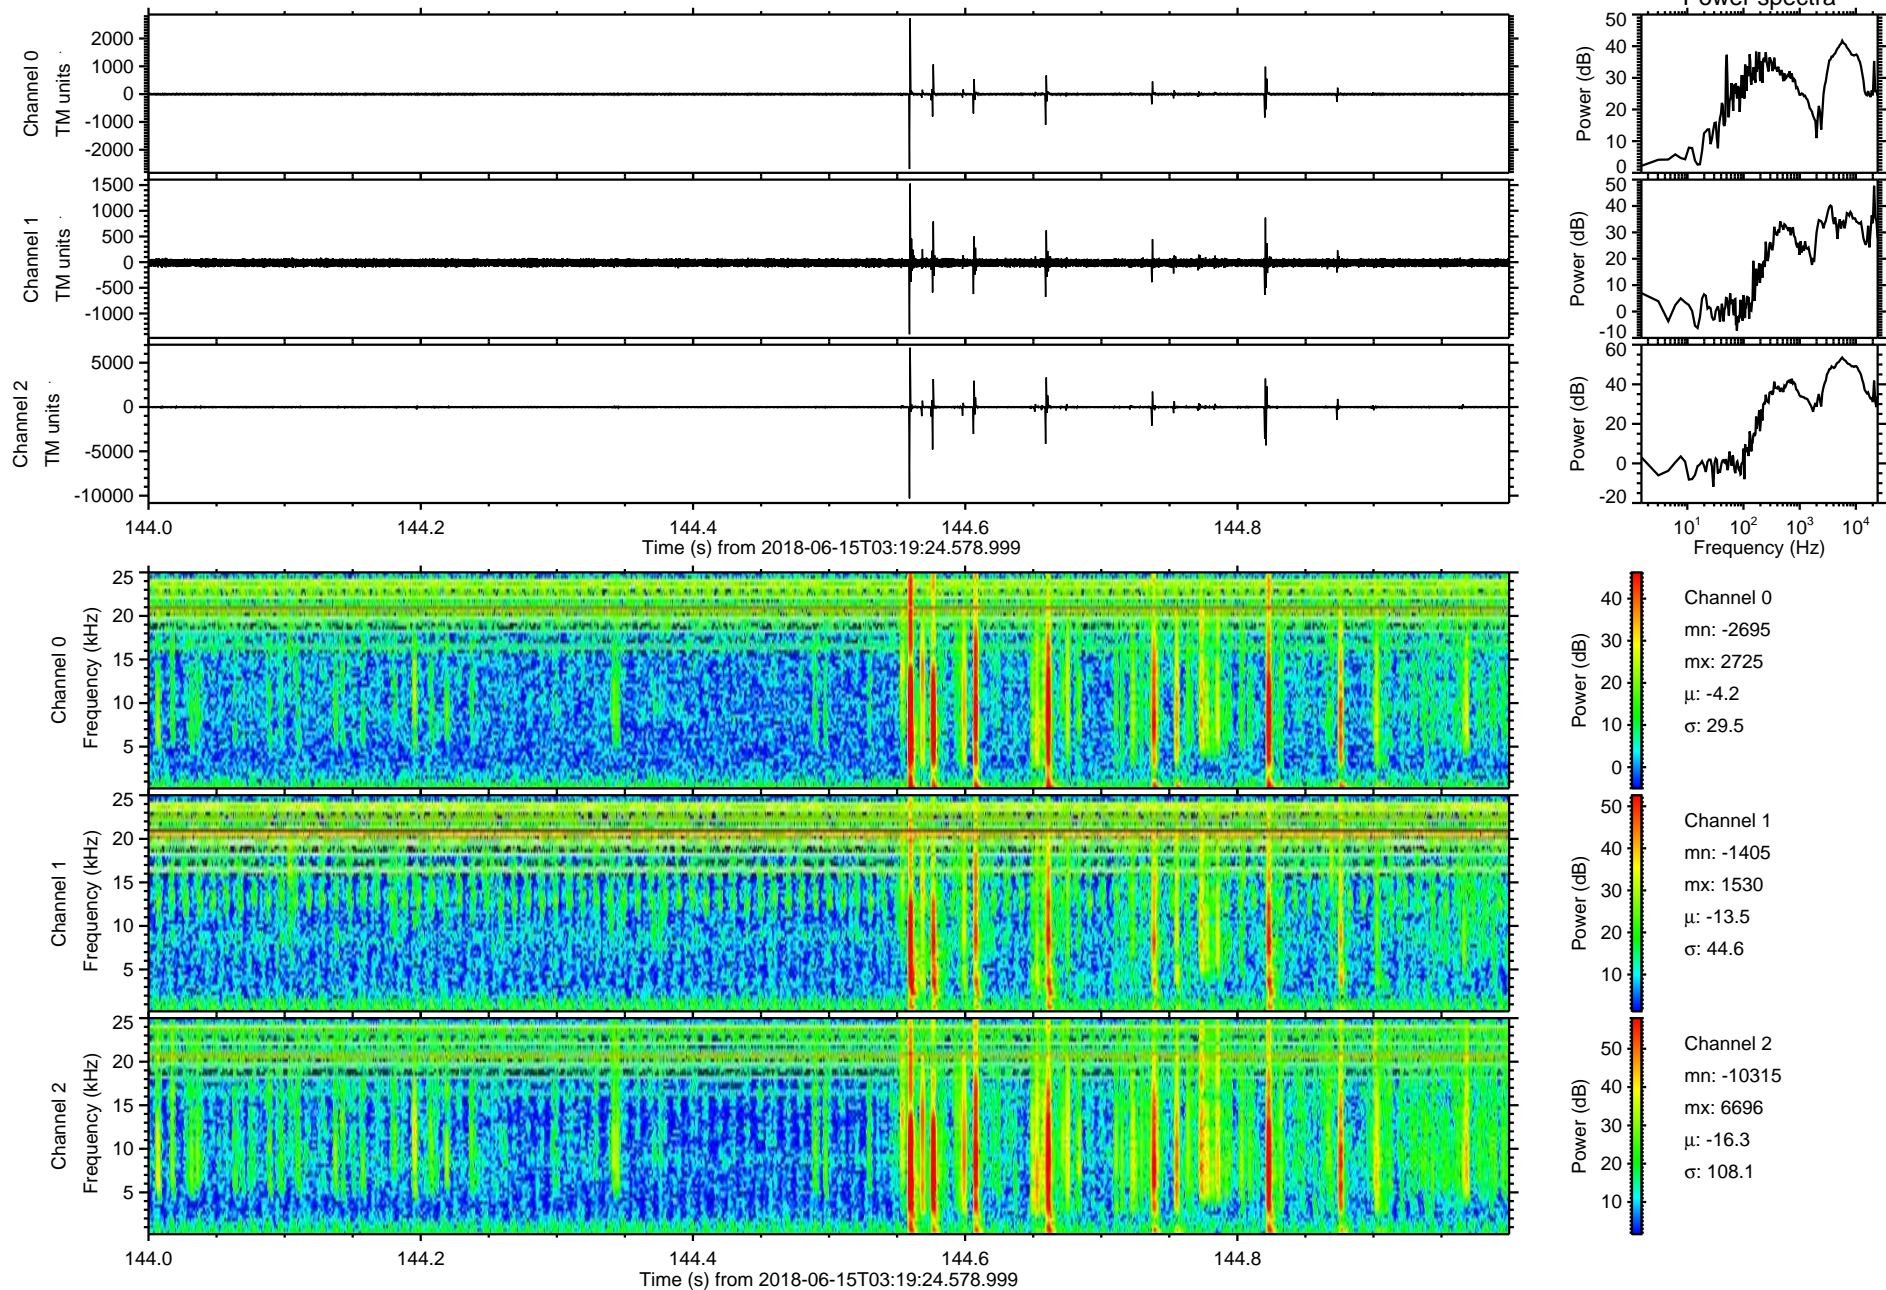 Power spectra
Channel 0
TM units
2000
1000
0
-1000
-2000
Power (dB)
50
40
30
20
10
0
Channel 1
TM units
1500
1000
500
0
-500
-1000
Power (dB)
50
40
30
20
10
0
-10
Channel 2
TM units
5000
0
-5000
-10000
Power (dB)
60
40
20
0
-20
144.0 144.2 144.4 144.6 144.8
Time (s) from 2018-06-15T03:19:24.578.999
10¹ 10² 10³ 10⁴
Frequency (Hz)
Channel 0
Frequency (kHz)
25
20
15
10
5
Power (dB)
40
30
20
10
0
Channel 0
mn: -2695
mx: 2725
μ: -4.2
σ: 29.5
Channel 1
Frequency (kHz)
25
20
15
10
5
Power (dB)
50
40
30
20
10
Channel 1
mn: -1405
mx: 1530
μ: -13.5
σ: 44.6
Channel 2
Frequency (kHz)
25
20
15
10
5
Power (dB)
50
40
30
20
10
Channel 2
mn: -10315
mx: 6696
μ: -16.3
σ: 108.1
144.0 144.2 144.4 144.6 144.8
Time (s) from 2018-06-15T03:19:24.578.999